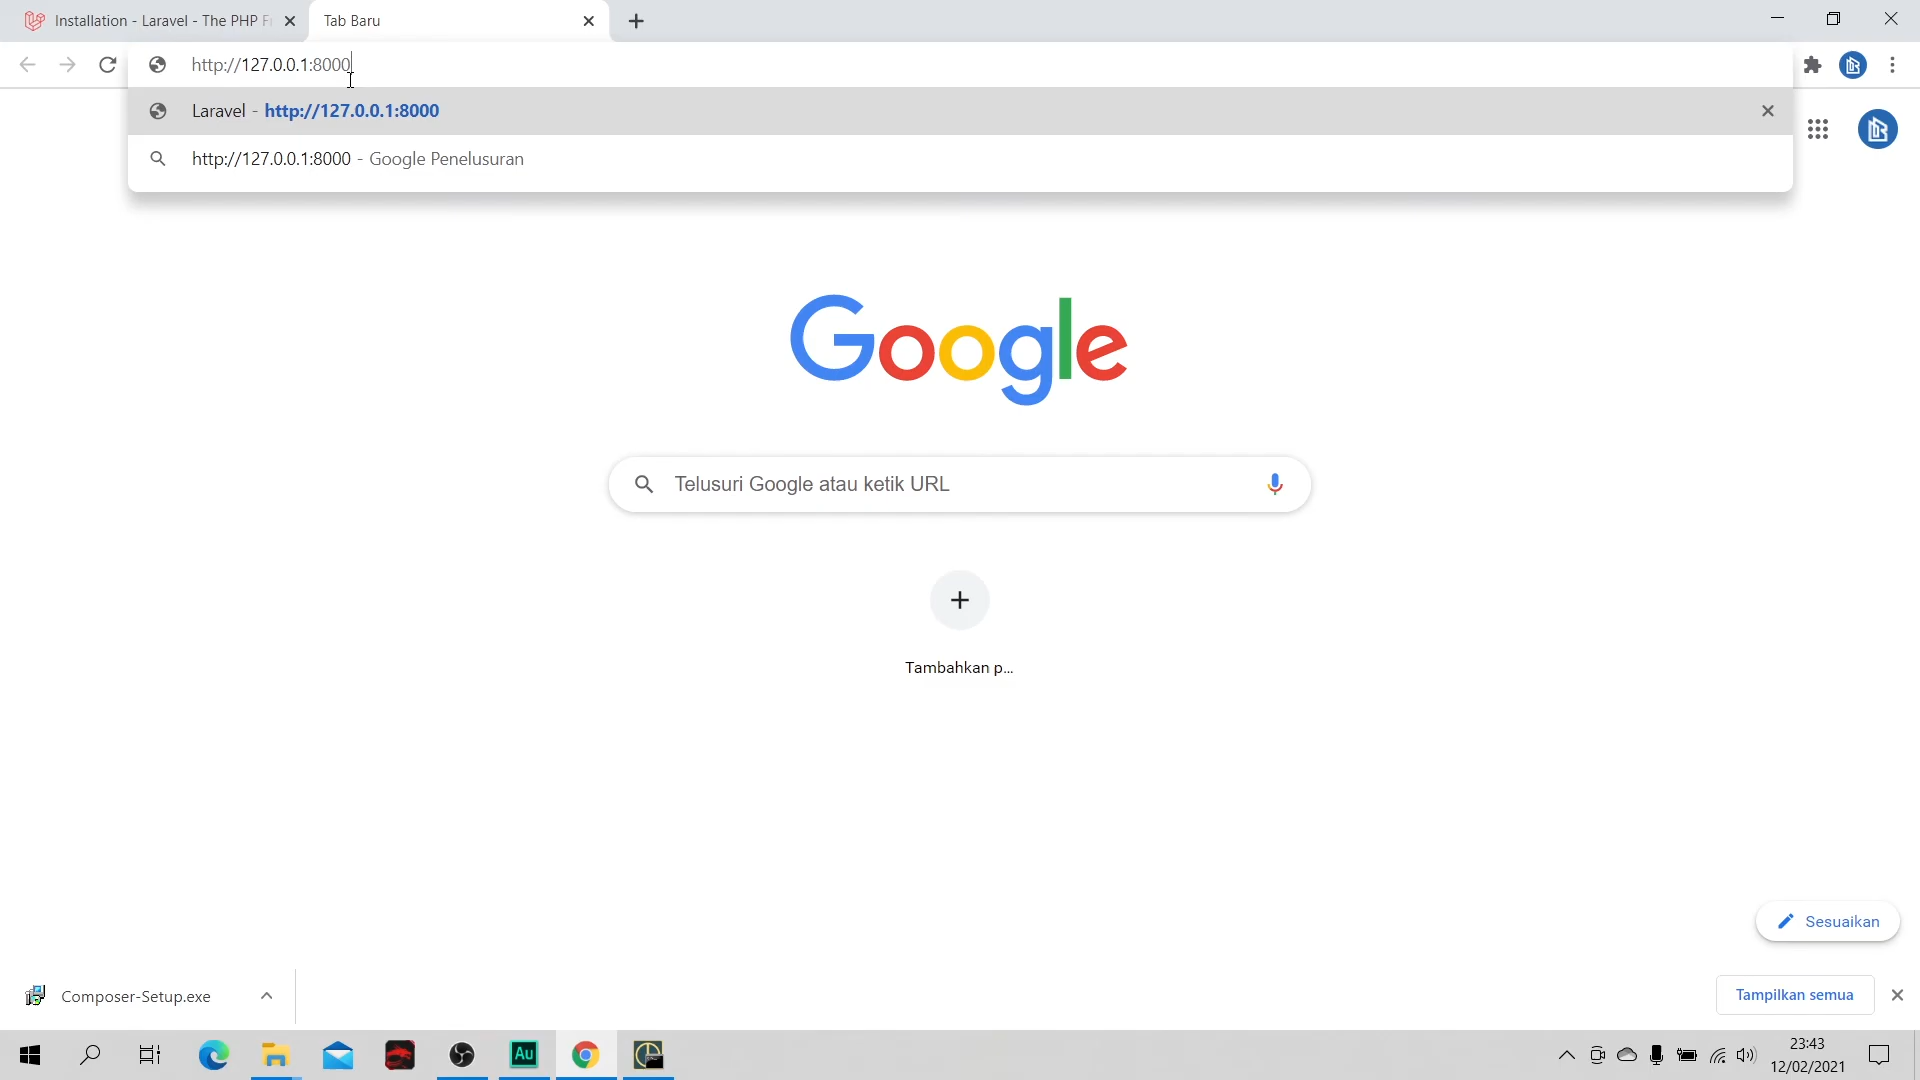 Installation - Laravel - The PHP F
Tab Baru
http://127.0.0.1:8000
Laravel - http://127.0.0.1:8000
http://127.0.0.1:8000 - Google Penelusuran
Google
Telusuri Google atau ketik URL
Tambahkan p...
Sesuaikan
Composer-Setup.exe
Tampilkan semua
Au
23:43
12/02/2021